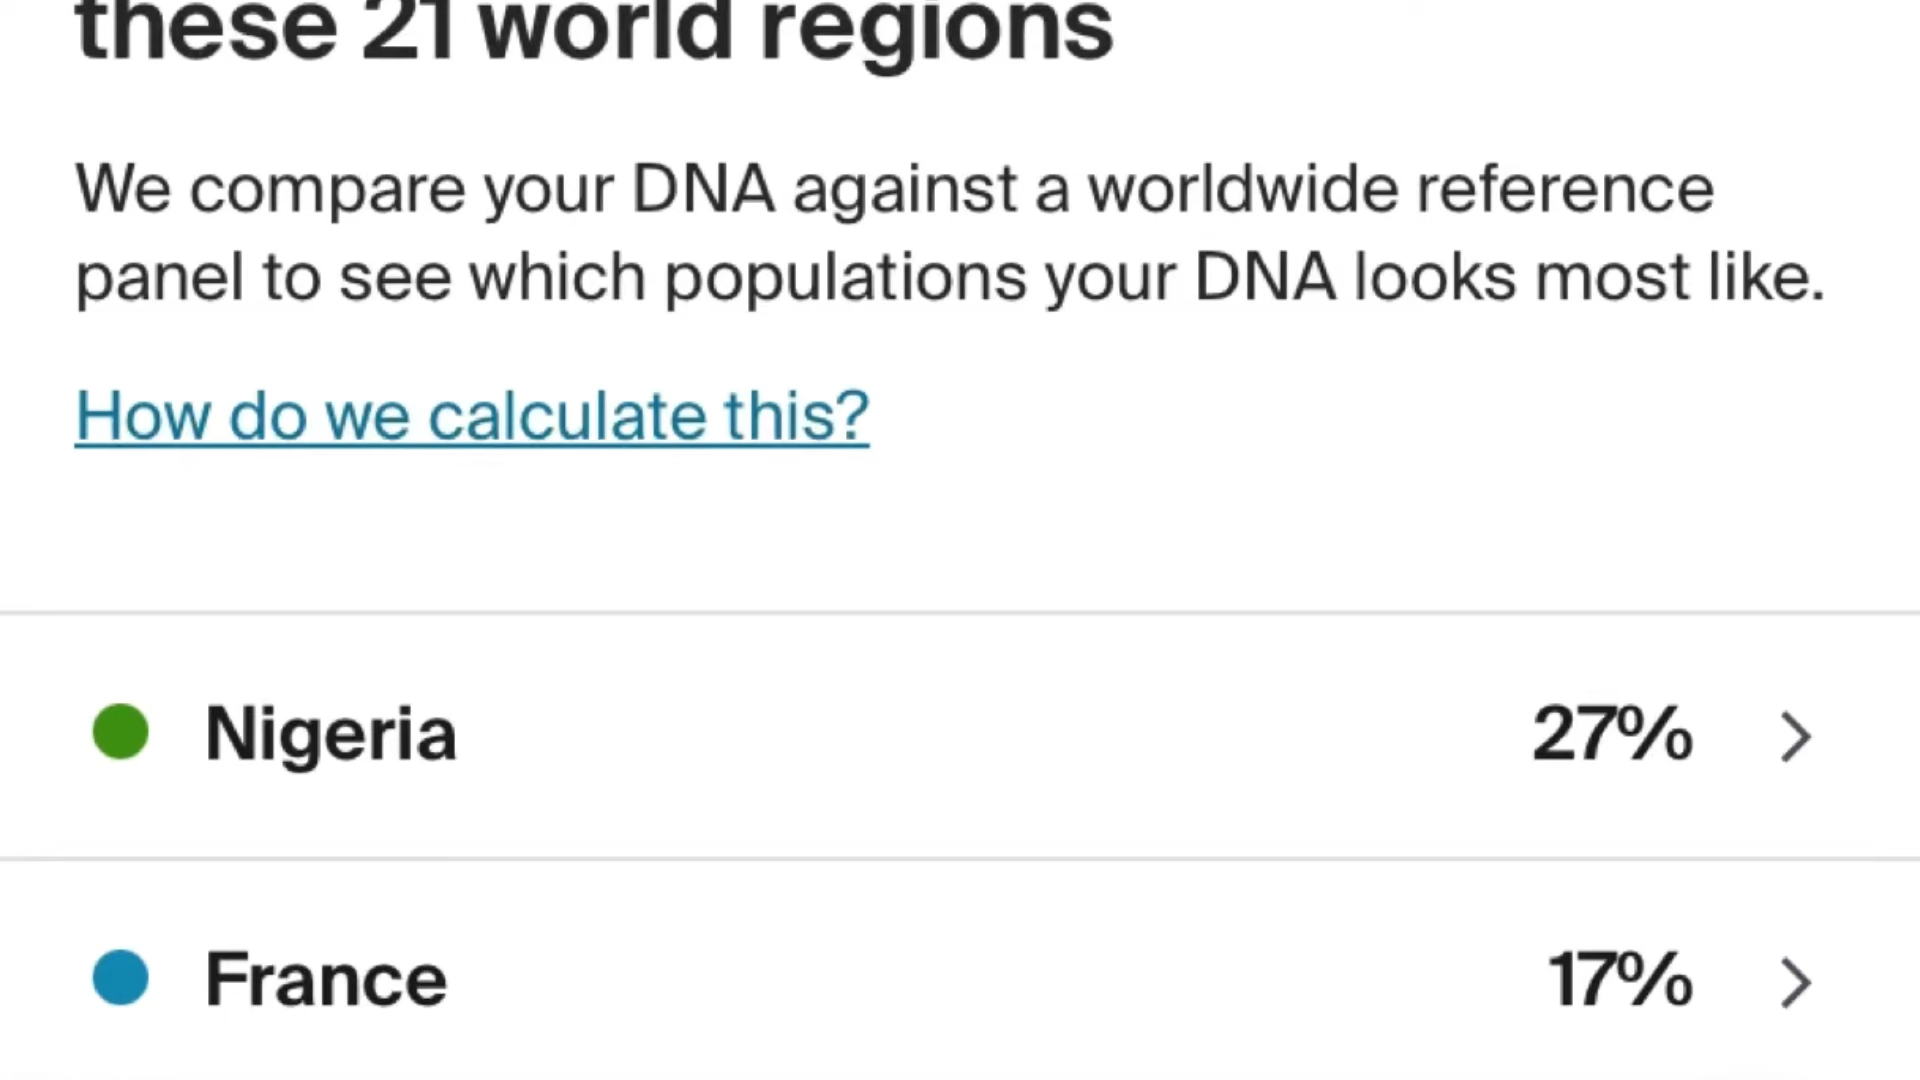 these 21 world regions
We compare your DNA against a worldwide reference
panel to see which populations your DNA looks most like.
How do we calculate this?
Nigeria 27%
France 17%